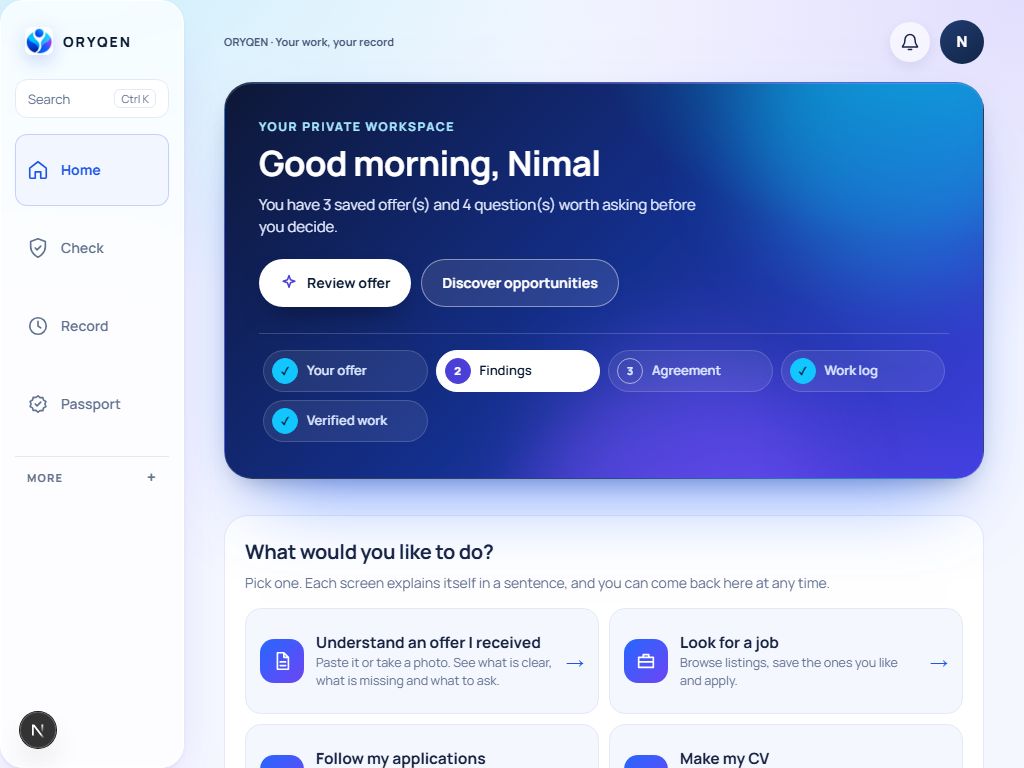 ORYQEN
ORYQEN · Your work, your record
N
Search
Ctrl K
Home
Check
Record
Passport
MORE
+
YOUR PRIVATE WORKSPACE
Good morning, Nimal
You have 3 saved offer(s) and 4 question(s) worth asking before
you decide.
Review offer
Discover opportunities
✓ Your offer
2 Findings
3 Agreement
✓ Work log
✓ Verified work
What would you like to do?
Pick one. Each screen explains itself in a sentence, and you can come back here at any time.
Understand an offer I received
Paste it or take a photo. See what is clear,
what is missing and what to ask.
→
Look for a job
Browse listings, save the ones you like
and apply.
→
Follow my applications
Make my CV
N